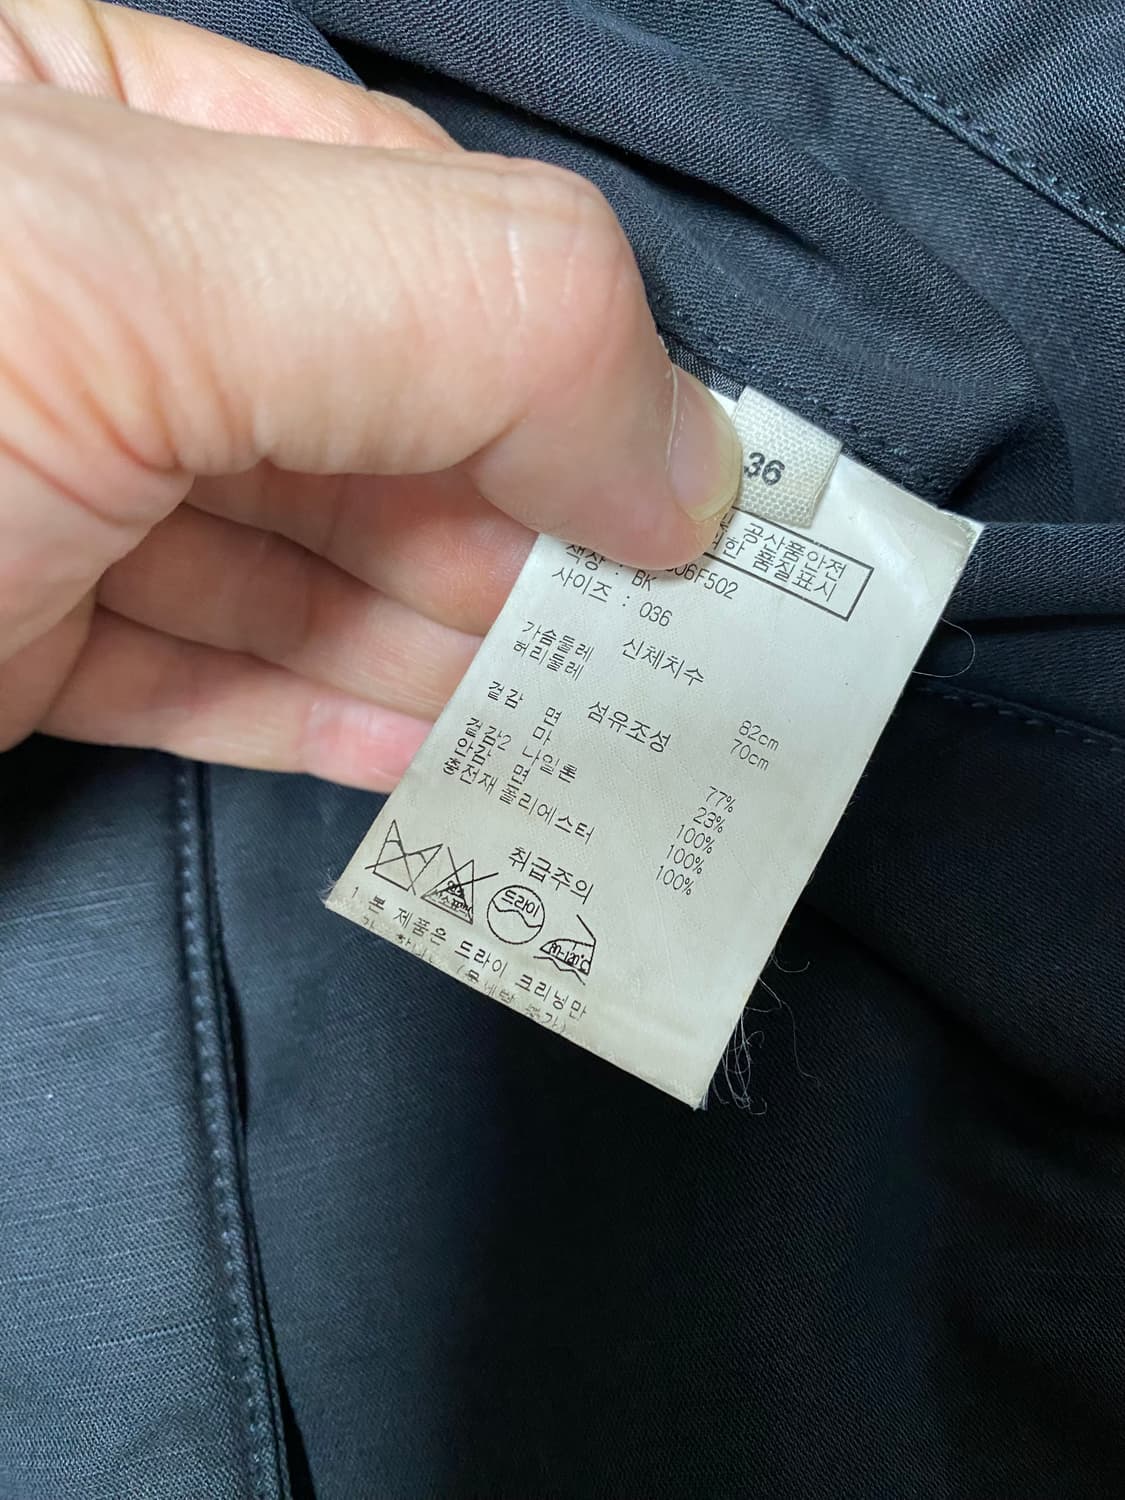 36
공산품안전
한 품질표시
06F502
색상 : BK
사이즈 : 036
신체치수
가슴둘레 82cm
허리둘레 70cm
섬유조성
겉감 면 77%
마 23%
겉감2 나일론 100%
안감 면 100%
충전재 폴리에스터 100%
취급주의
드라이
1 본 제품은 드라이 크리닝만